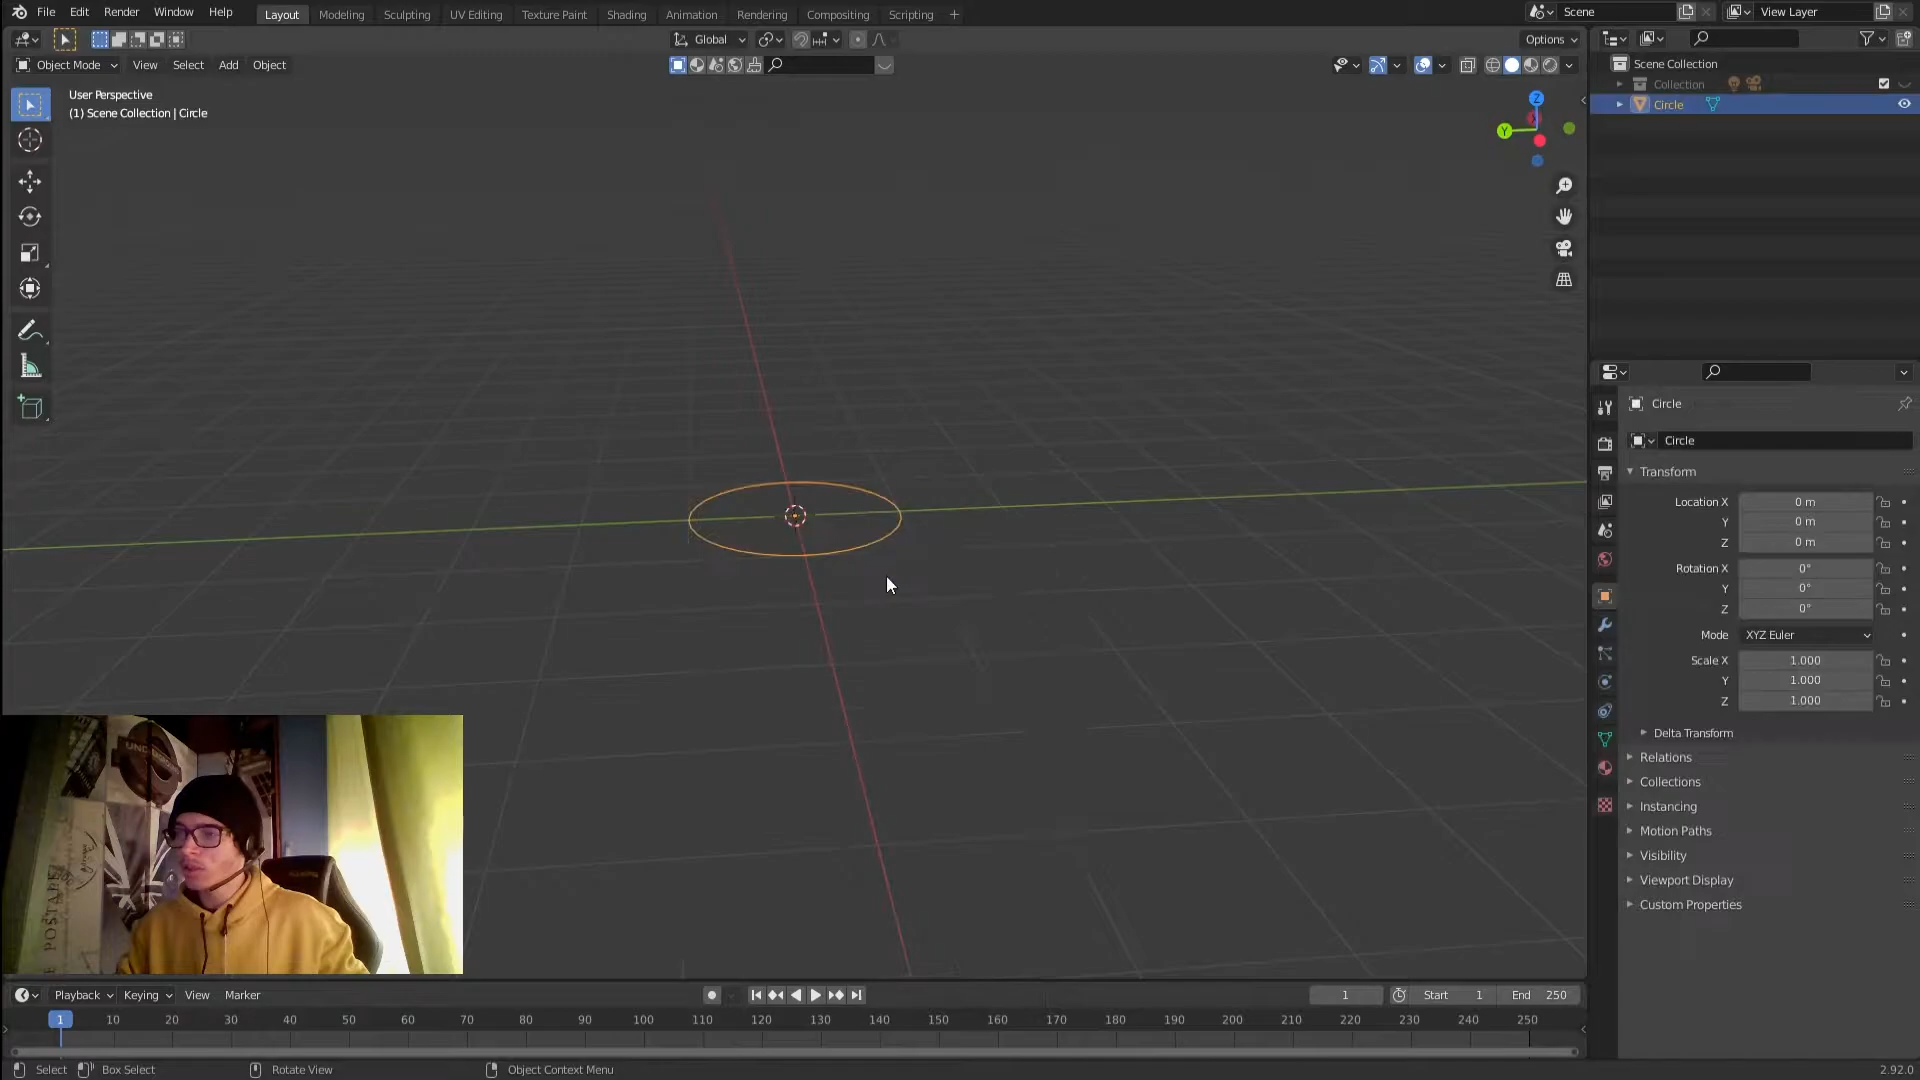 File Edit Render Window Help
Layout Modeling Sculpting UV Editing Texture Paint Shading Animation Rendering Compositing Scripting +
Scene
View Layer
Global
Options
Object Mode View Select Add Object
User Perspective
(1) Scene Collection | Circle
Z
Y
Scene Collection
Collection
Circle
Circle
Circle
Transform
Location X 0 m
Y 0 m
Z 0 m
Rotation X 0°
Y 0°
Z 0°
Mode XYZ Euler
Scale X 1.000
Y 1.000
Z 1.000
Delta Transform
Relations
Collections
Instancing
Motion Paths
Visibility
Viewport Display
Custom Properties
Playback Keying View Marker
1 Start 1 End 250
1 10 20 30 40 50 60 70 80 90 100 110 120 130 140 150 160 170 180 190 200 210 220 230 240 250
Select Box Select Rotate View Object Context Menu 2.92.0